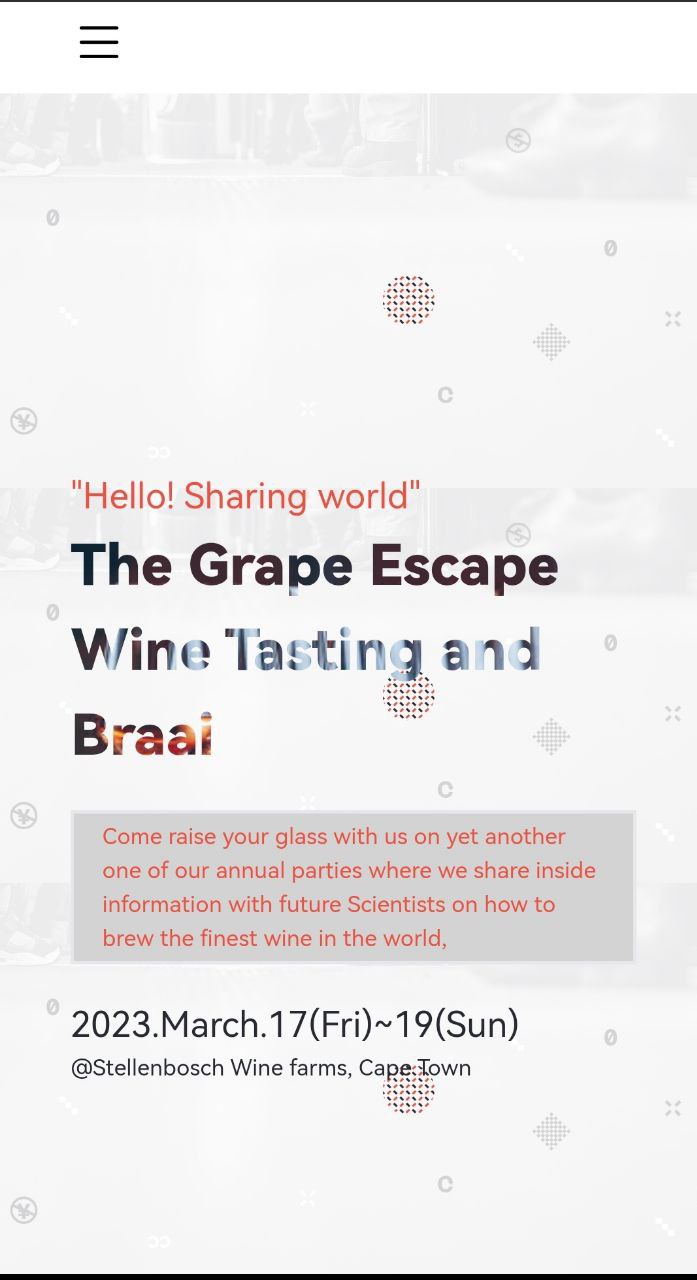 "Hello! Sharing world"
The Grape Escape
Wine Tasting and
Braai
Come raise your glass with us on yet another
one of our annual parties where we share inside
information with future Scientists on how to
brew the finest wine in the world,
2023.March.17(Fri)~19(Sun)
@Stellenbosch Wine farms, Cape Town